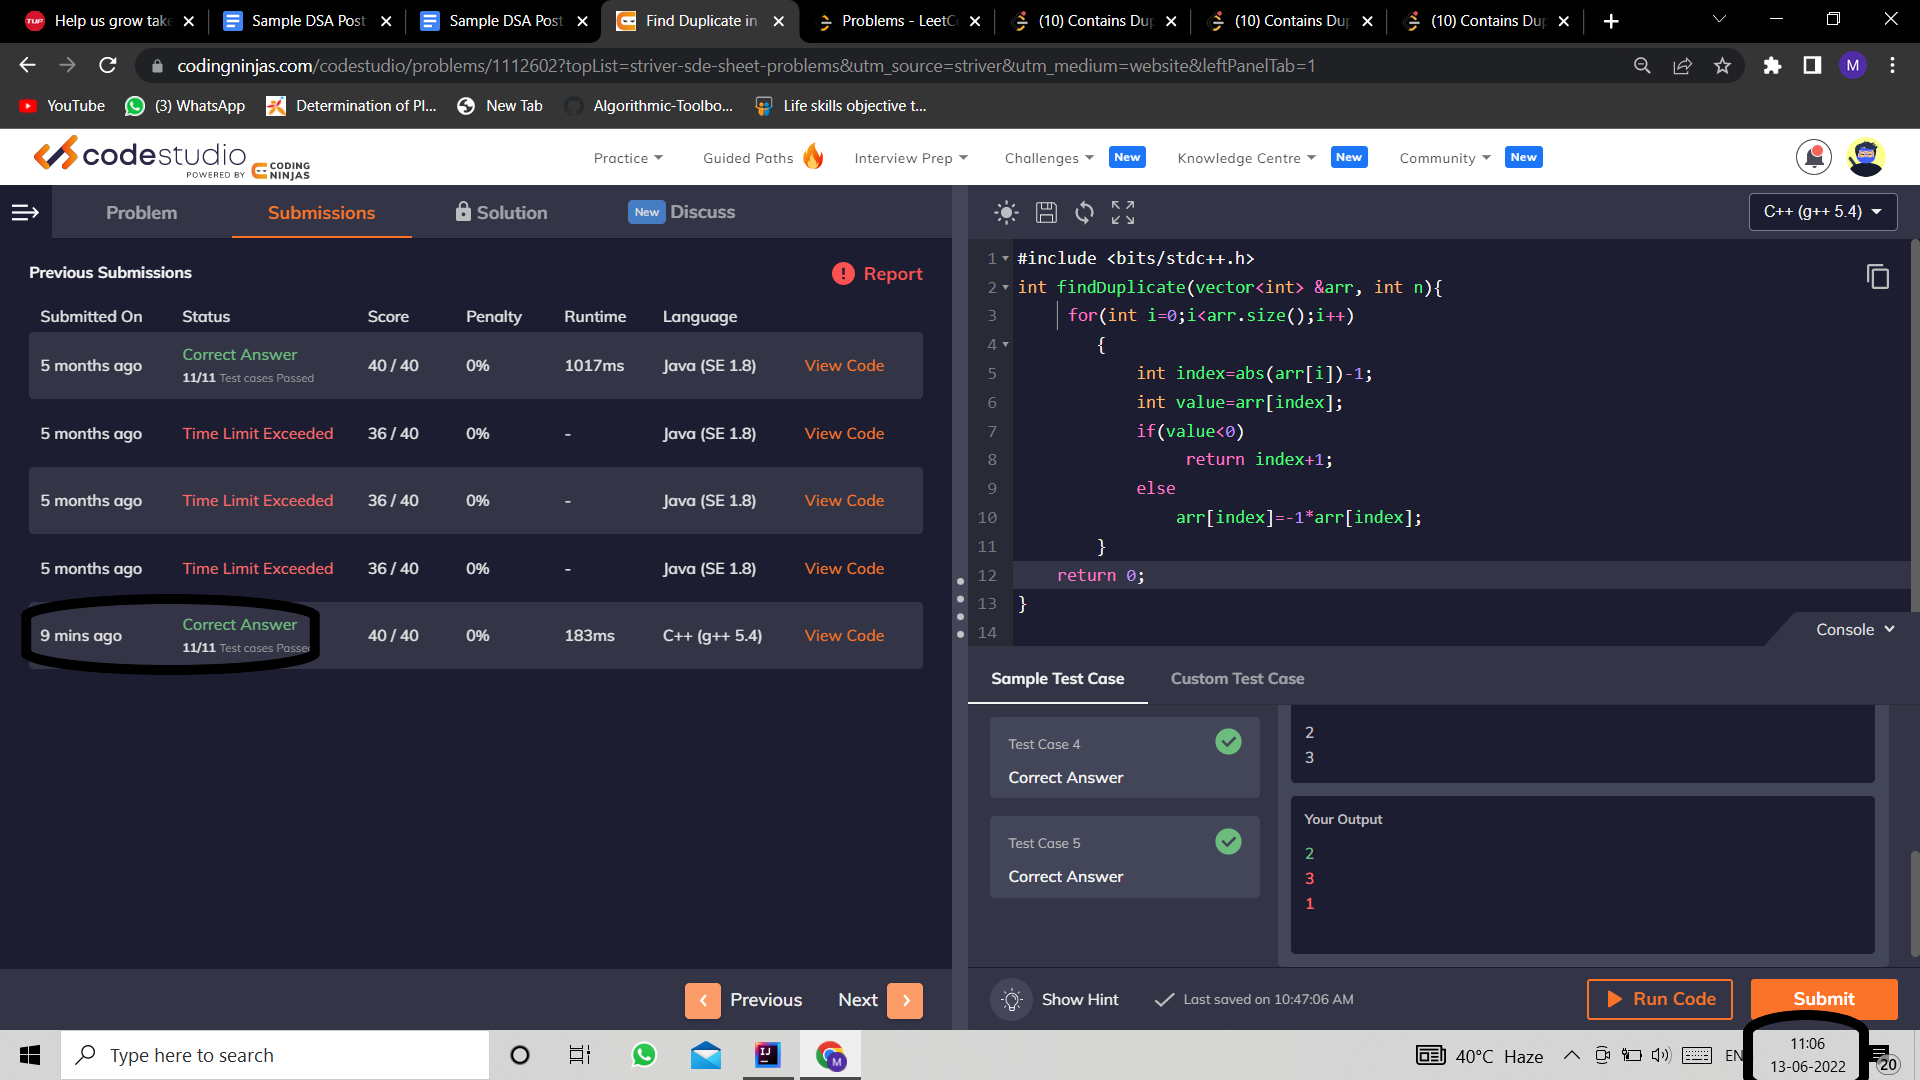 Help us grow take
Sample DSA Post
Sample DSA Post
Find Duplicate in
Problems - LeetCo
(10) Contains Dup
(10) Contains Dup
(10) Contains Dup
codingninjas.com/codestudio/problems/1112602?topList=striver-sde-sheet-problems&utm_source=striver&utm_medium=website&leftPanelTab=1
M
YouTube
(3) WhatsApp
Determination of Pl...
New Tab
Algorithmic-Toolbo...
Life skills objective t...
codestudio
POWERED BY CODING NINJAS
Practice
Guided Paths
Interview Prep
Challenges New
Knowledge Centre New
Community New
Problem
Submissions
Solution
New Discuss
C++ (g++ 5.4)
Previous Submissions
Report
Submitted On Status Score Penalty Runtime Language
5 months ago Correct Answer 11/11 Test cases Passed 40 / 40 0% 1017ms Java (SE 1.8) View Code
5 months ago Time Limit Exceeded 36 / 40 0% - Java (SE 1.8) View Code
5 months ago Time Limit Exceeded 36 / 40 0% - Java (SE 1.8) View Code
5 months ago Time Limit Exceeded 36 / 40 0% - Java (SE 1.8) View Code
9 mins ago Correct Answer 11/11 Test cases Passed 40 / 40 0% 183ms C++ (g++ 5.4) View Code
Previous
Next
1 #include <bits/stdc++.h>
2 int findDuplicate(vector<int> &arr, int n){
3 for(int i=0;i<arr.size();i++)
4 {
5 int index=abs(arr[i])-1;
6 int value=arr[index];
7 if(value<0)
8 return index+1;
9 else
10 arr[index]=-1*arr[index];
11 }
12 return 0;
13 }
14
Console
Sample Test Case
Custom Test Case
Test Case 4
Correct Answer
Test Case 5
Correct Answer
2
3
Your Output
2
3
1
Show Hint
Last saved on 10:47:06 AM
Run Code
Submit
Type here to search
40°C Haze
EN
11:06
13-06-2022
20